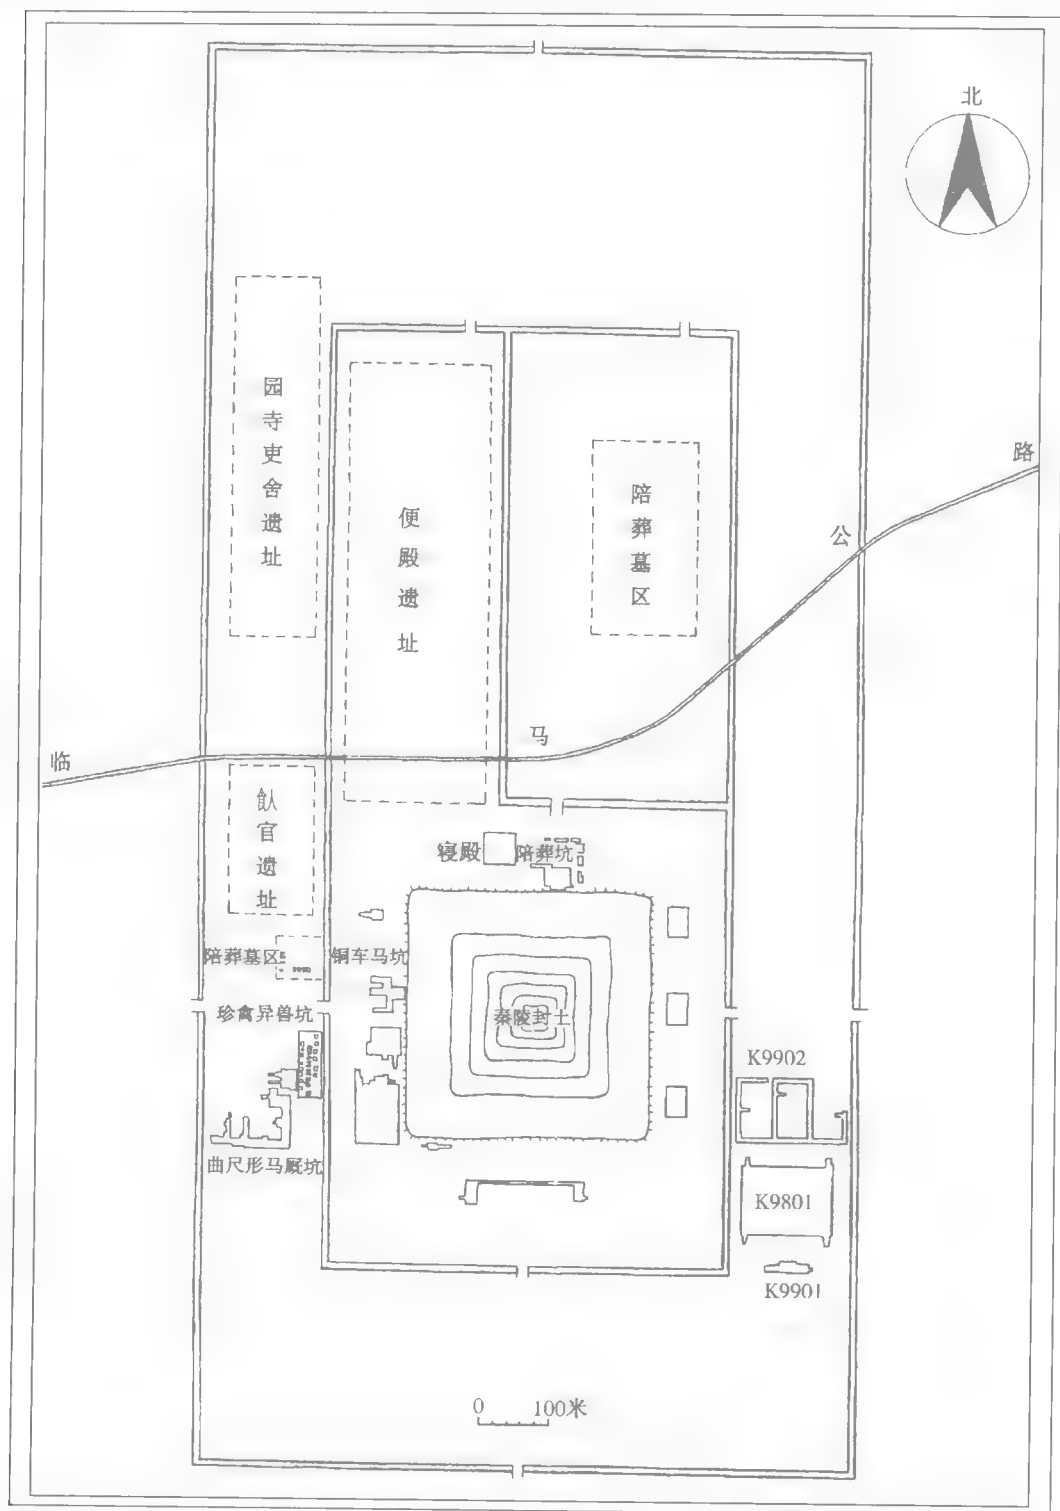 北
园寺吏舍遗址
便殿遗址
陪葬墓区
临
马
公
路
飤官遗址
寝殿
陪葬坑
陪葬墓区
铜车马坑
珍禽异兽坑
秦陵封土
曲尺形马厩坑
K9902
K9801
K9901
0
100米